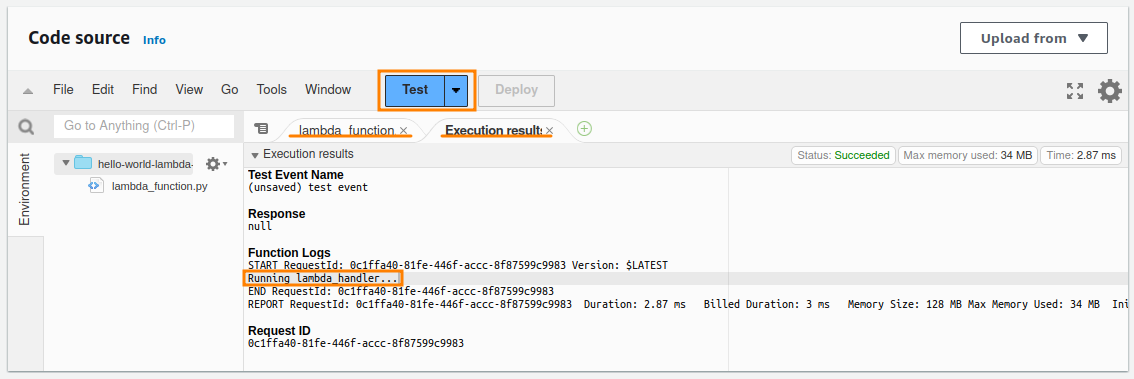 Code source Info Upload from
File Edit Find View Go Tools Window Test Deploy
Go to Anything (Ctrl-P) lambda_function Execution results
Environment
hello-world-lambda-
lambda_function.py
Execution results Status: Succeeded Max memory used: 34 MB Time: 2.87 ms
Test Event Name
(unsaved) test event
Response
null
Function Logs
START RequestId: 0c1ffa40-81fe-446f-accc-8f87599c9983 Version: $LATEST
Running lambda_handler...
END RequestId: 0c1ffa40-81fe-446f-accc-8f87599c9983
REPORT RequestId: 0c1ffa40-81fe-446f-accc-8f87599c9983 Duration: 2.87 ms Billed Duration: 3 ms Memory Size: 128 MB Max Memory Used: 34 MB Ini
Request ID
0c1ffa40-81fe-446f-accc-8f87599c9983